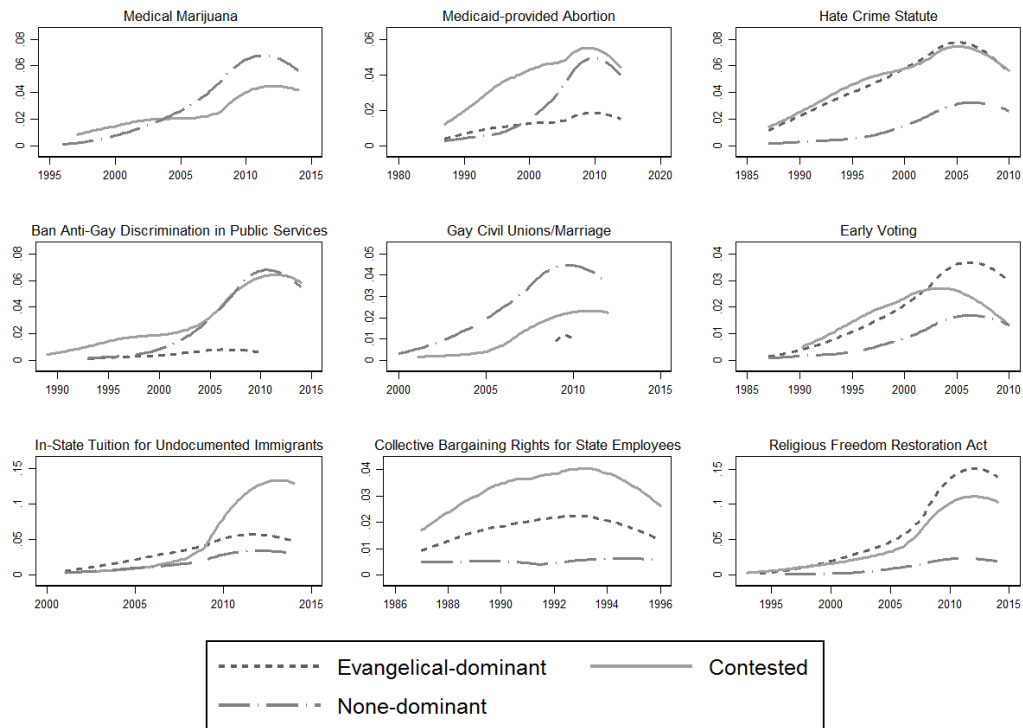 Medical Marijuana
0 .02 .04 .06 .08
1995 2000 2005 2010 2015
Medicaid-provided Abortion
0 .02 .04 .06
1980 1990 2000 2010 2020
Hate Crime Statute
0 .02 .04 .06 .08
1985 1990 1995 2000 2005 2010
Ban Anti-Gay Discrimination in Public Services
0 .02 .04 .06 .08
1990 1995 2000 2005 2010 2015
Gay Civil Unions/Marriage
0 .01 .02 .03 .04 .05
2000 2005 2010 2015
Early Voting
0 .01 .02 .03 .04
1985 1990 1995 2000 2005 2010
In-State Tuition for Undocumented Immigrants
0 .05 .1 .15
2000 2005 2010 2015
Collective Bargaining Rights for State Employees
0 .01 .02 .03 .04
1986 1988 1990 1992 1994 1996
Religious Freedom Restoration Act
0 .05 .1 .15
1995 2000 2005 2010 2015
Evangelical-dominant
Contested
None-dominant